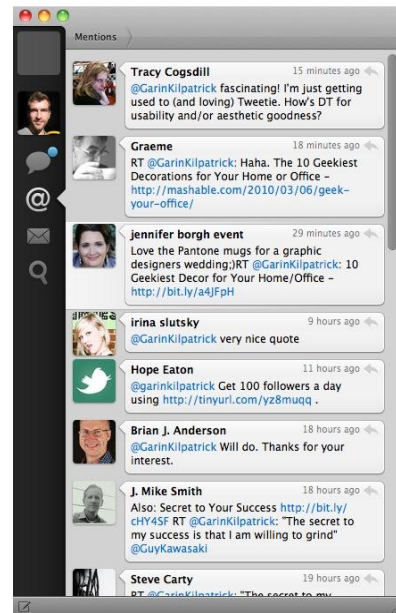 Mentions
Tracy Cogsdill 15 minutes ago
@GarinKilpatrick fascinating! I'm just getting
used to (and loving) Tweetie. How's DT for
usability and/or aesthetic goodness?
Graeme 18 minutes ago
RT @GarinKilpatrick: Haha. The 10 Geekiest
Decorations for Your Home or Office –
http://mashable.com/2010/03/06/geek-
your-office/
jennifer borgh event 29 minutes ago
Love the Pantone mugs for a graphic
designers wedding;)RT @GarinKilpatrick: 10
Geekiest Decor for Your Home/Office –
http://bit.ly/a4JFpH
irina slutsky 9 hours ago
@GarinKilpatrick very nice quote
Hope Eaton 11 hours ago
@garinkilpatrick Get 100 followers a day
using http://tinyurl.com/yz8muqq .
Brian J. Anderson 18 hours ago
@GarinKilpatrick Will do. Thanks for your
interest.
J. Mike Smith 18 hours ago
Also: Secret to Your Success http://bit.ly/
cHY4SF RT @GarinKilpatrick: "The secret to
my success is that I am willing to grind"
@GuyKawasaki
Steve Carty 19 hours ago
RT @GarinKilpatrick: "The secret to my